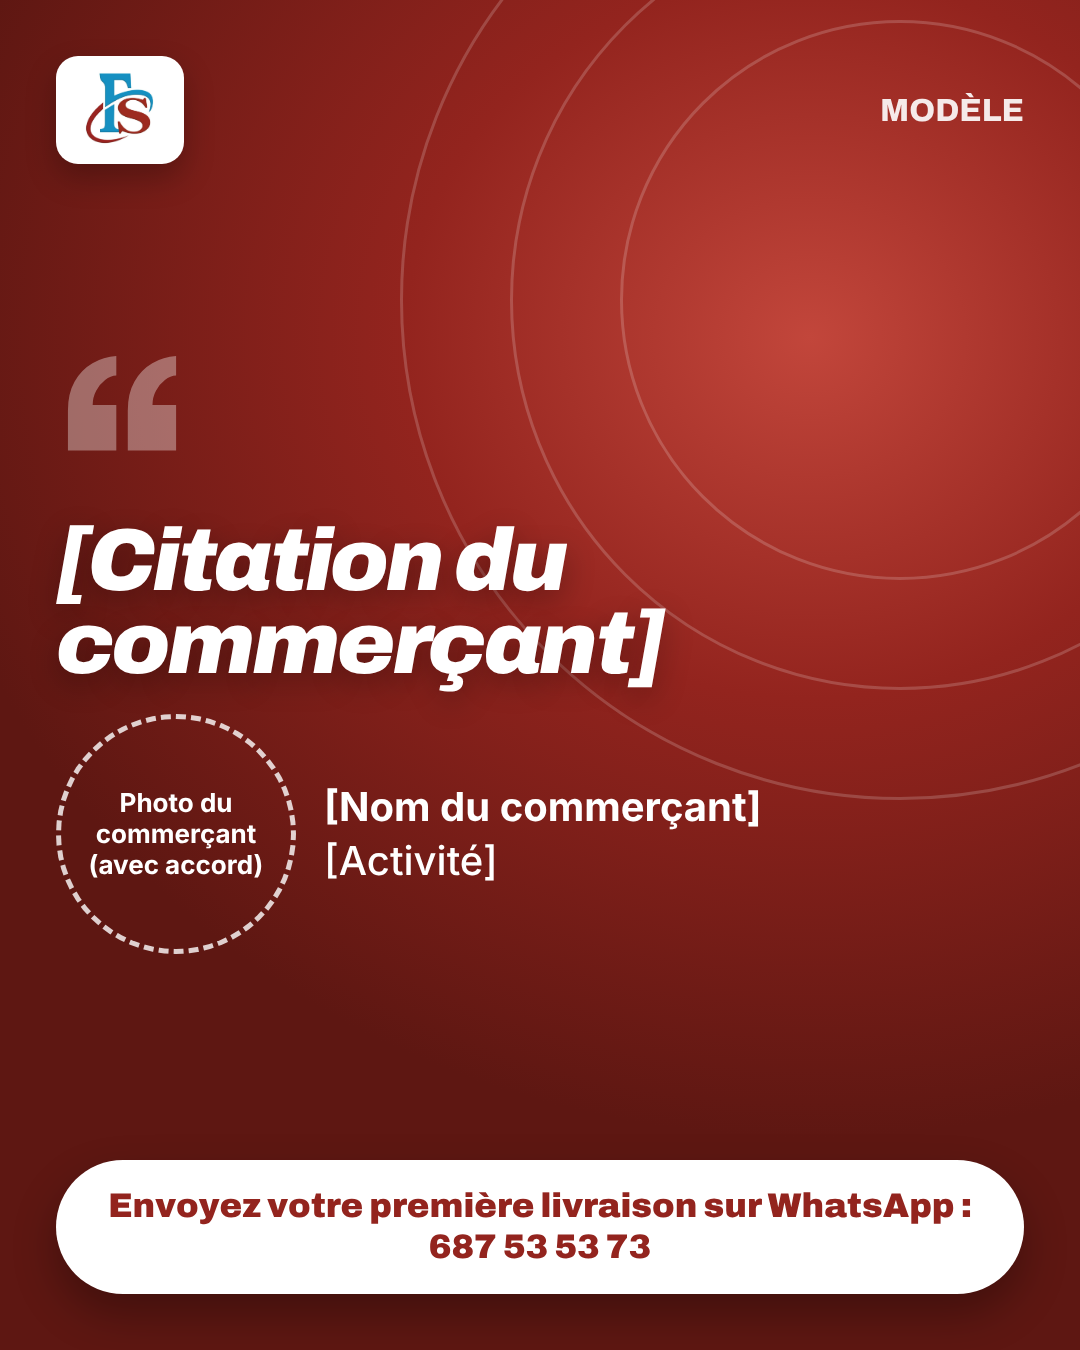 FS
MODÈLE
“
[Citation du
commerçant]
Photo du
commerçant
(avec accord)
[Nom du commerçant]
[Activité]
Envoyez votre première livraison sur WhatsApp :
687 53 53 73